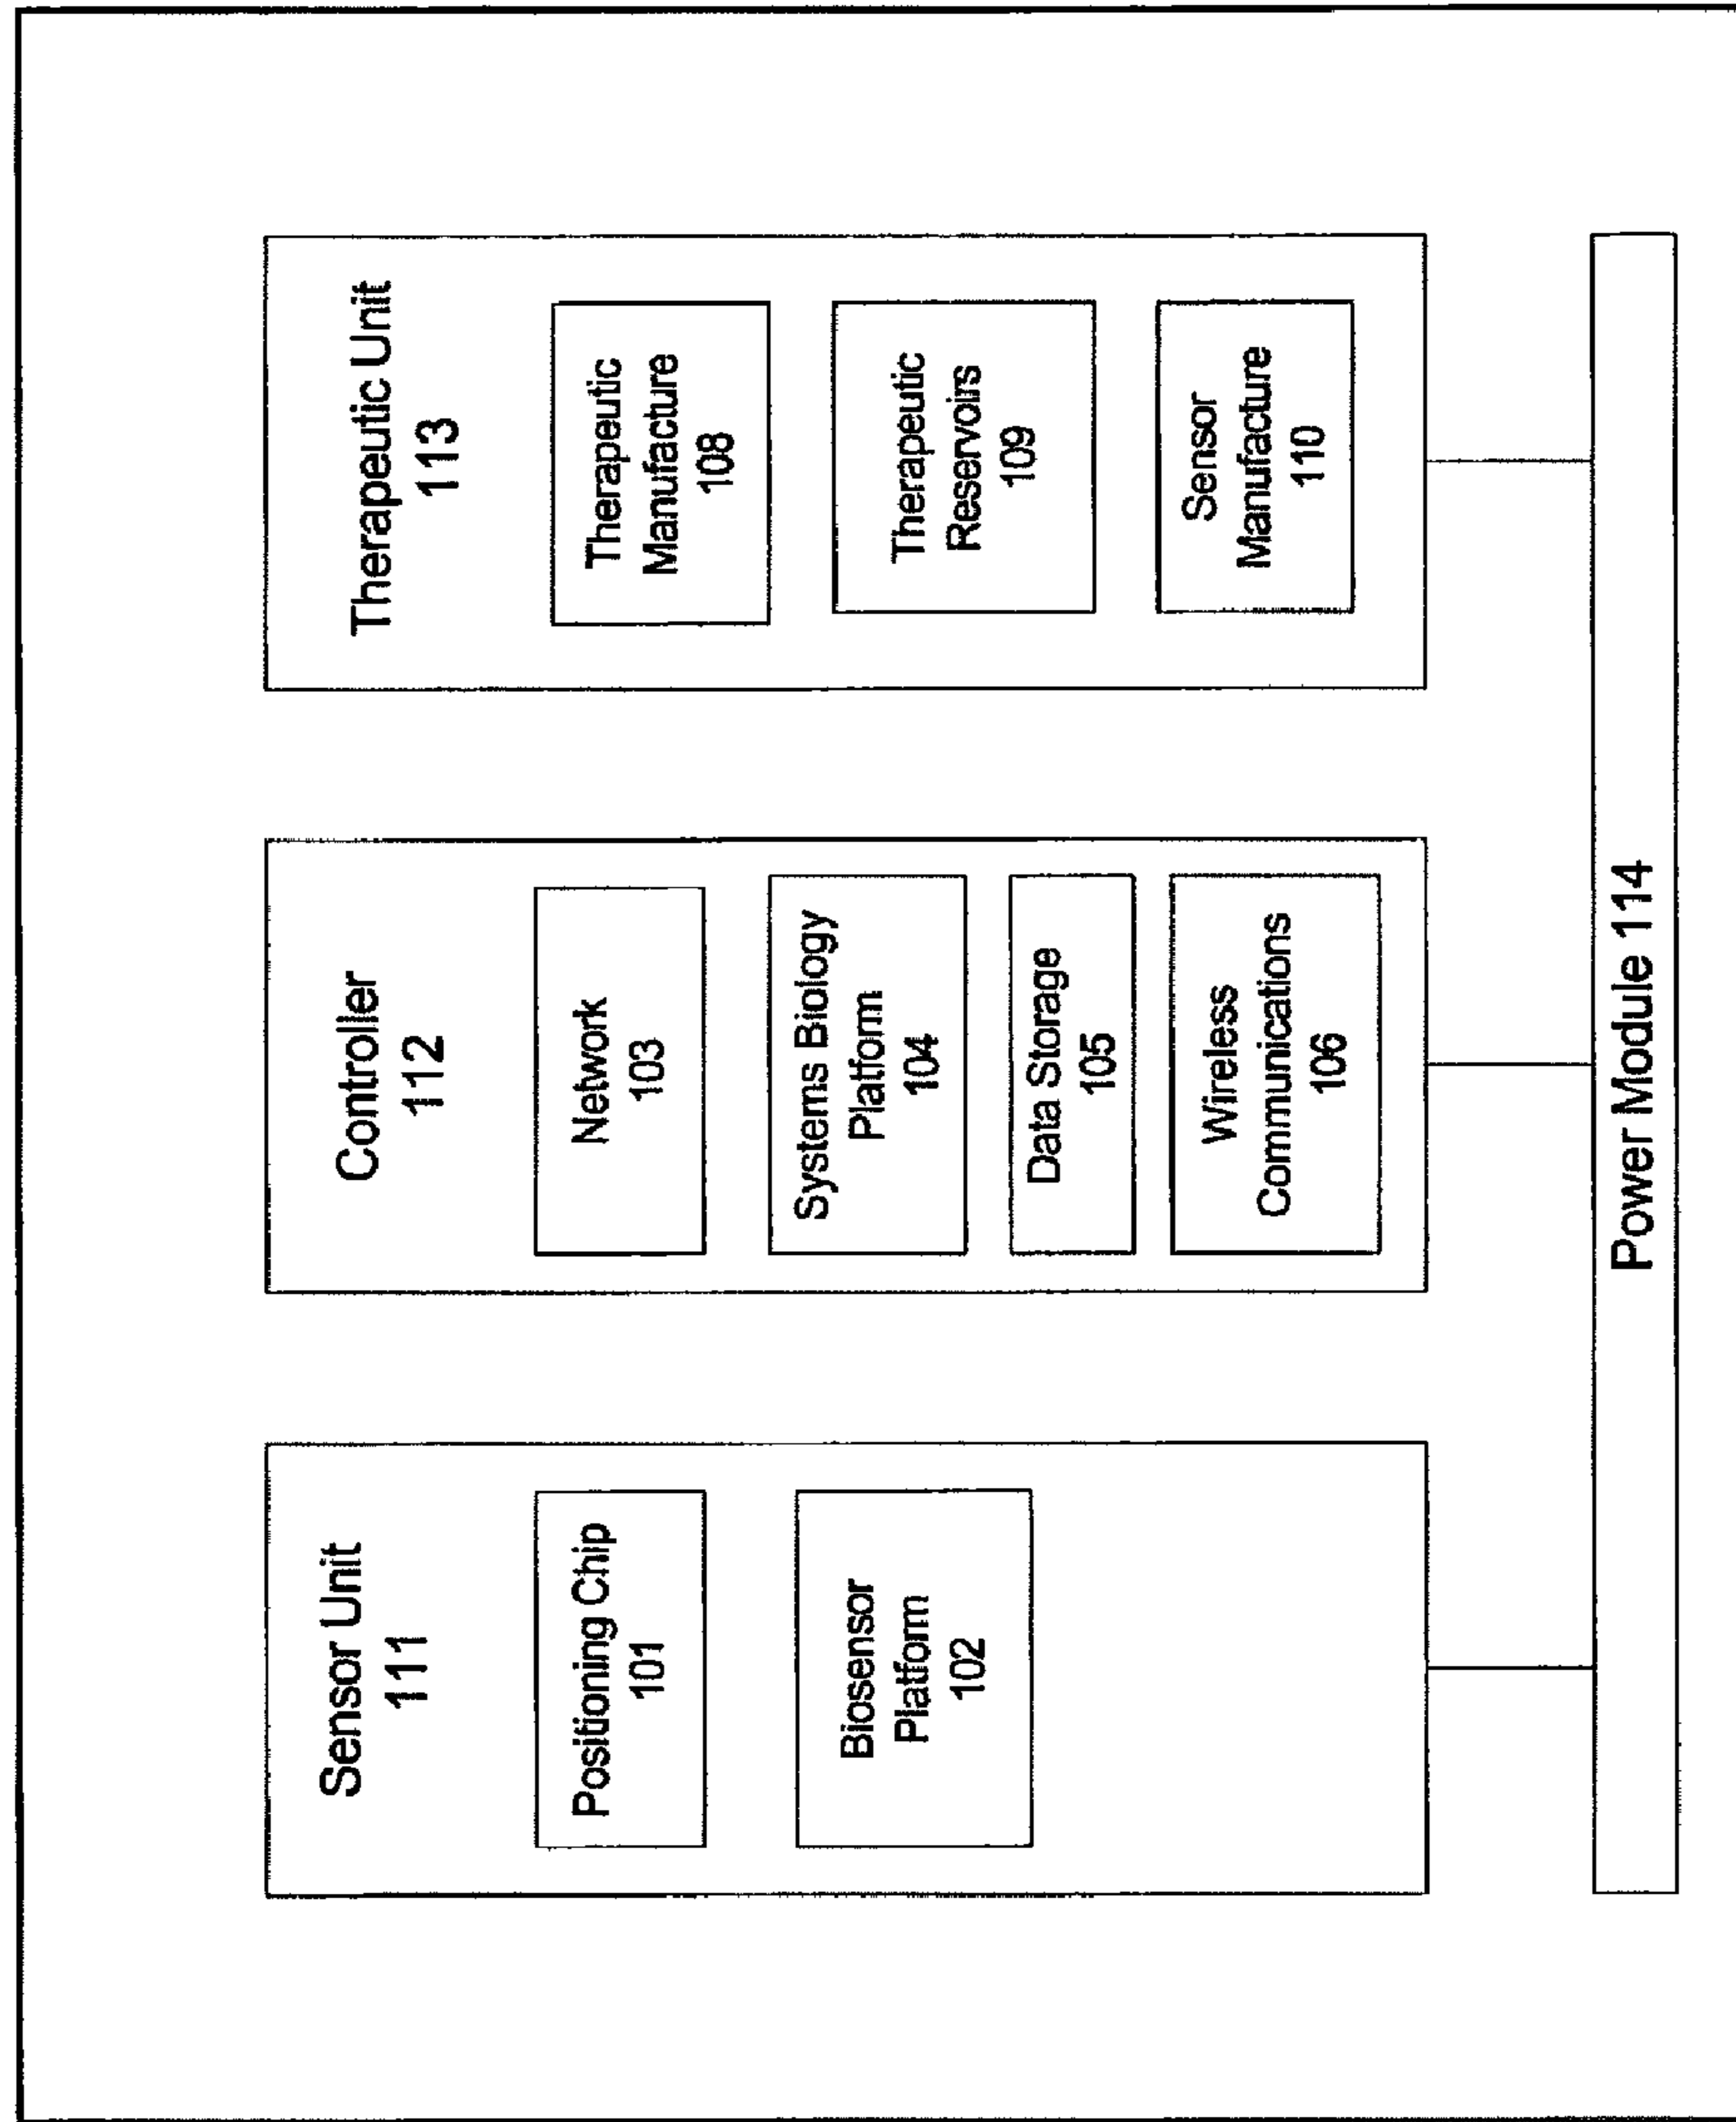 Sensor Unit
111
Positioning Chip
101
Biosensor
Platform
102
Controller
112
Network
103
Systems Biology
Platform
104
Data Storage
105
Wireless
Communications
106
Therapeutic Unit
113
Therapeutic
Manufacture
108
Therapeutic
Reservoirs
109
Sensor
Manufacture
110
Power Module 114